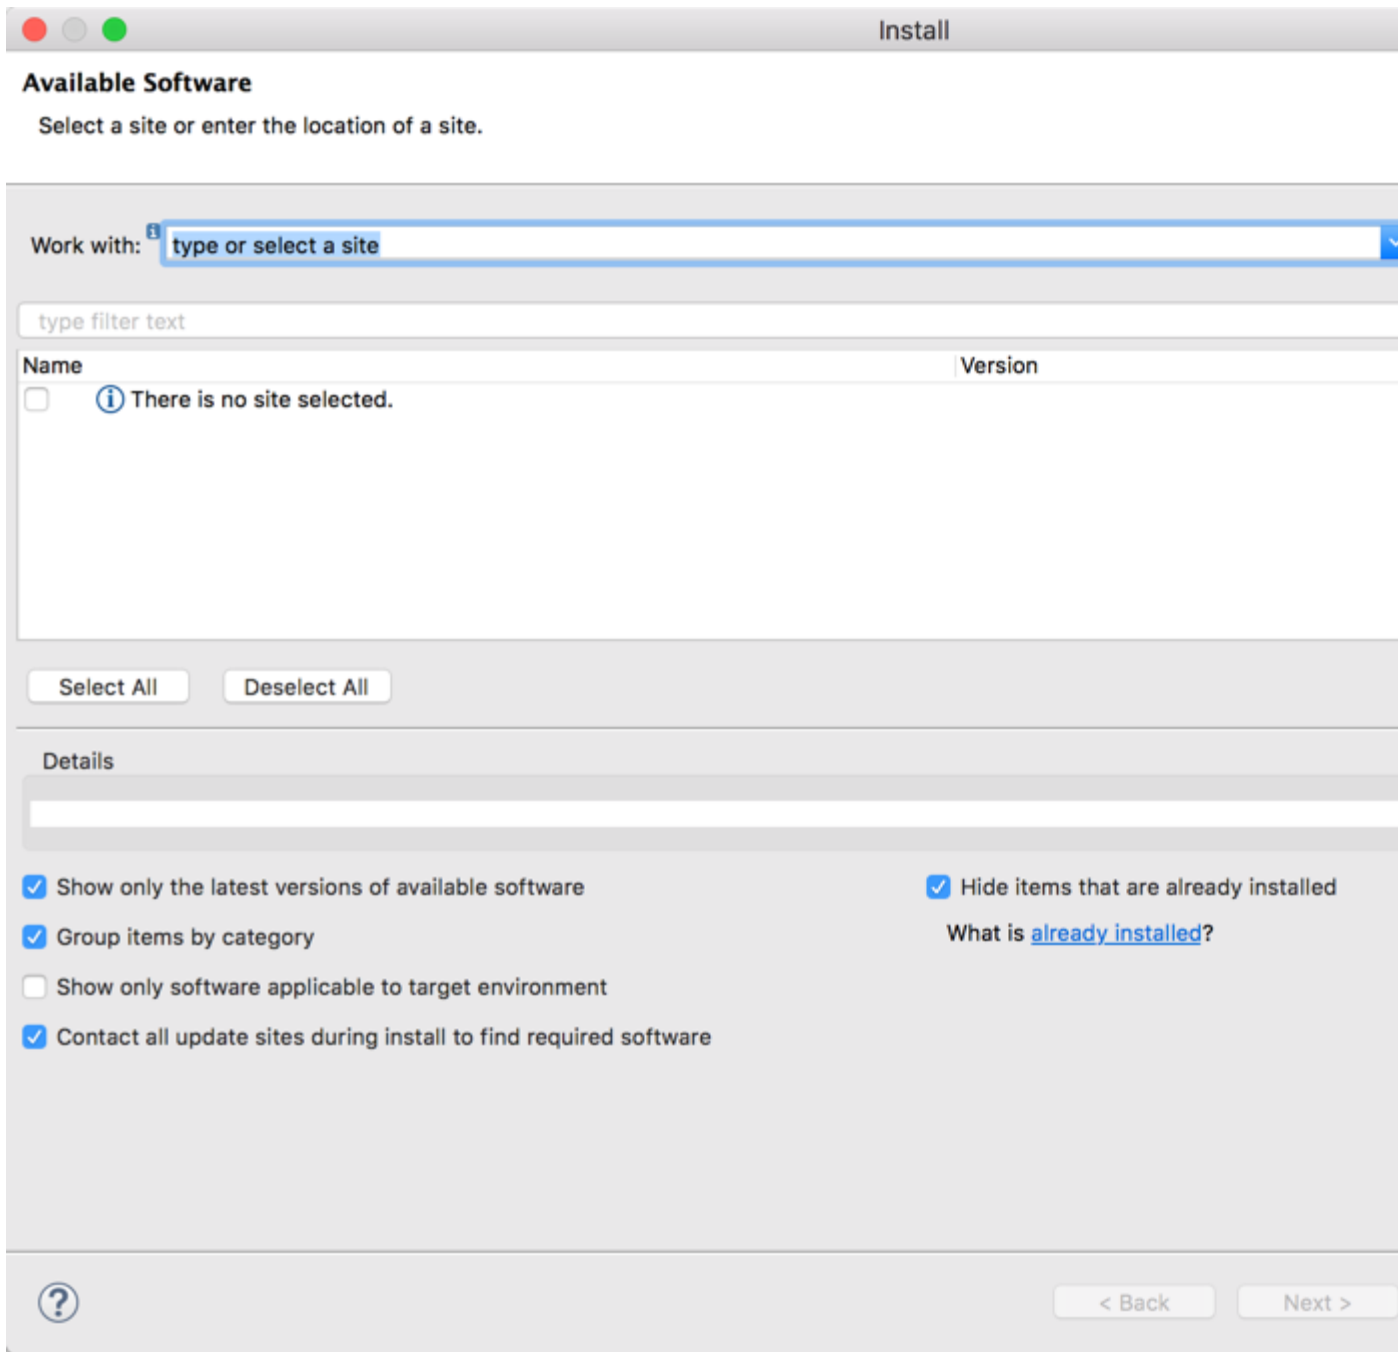 Install
Available Software
Select a site or enter the location of a site.
Work with: type or select a site
type filter text
Name Version
There is no site selected.
Select All Deselect All
Details
Show only the latest versions of available software Hide items that are already installed
Group items by category What is already installed?
Show only software applicable to target environment
Contact all update sites during install to find required software
? < Back Next >